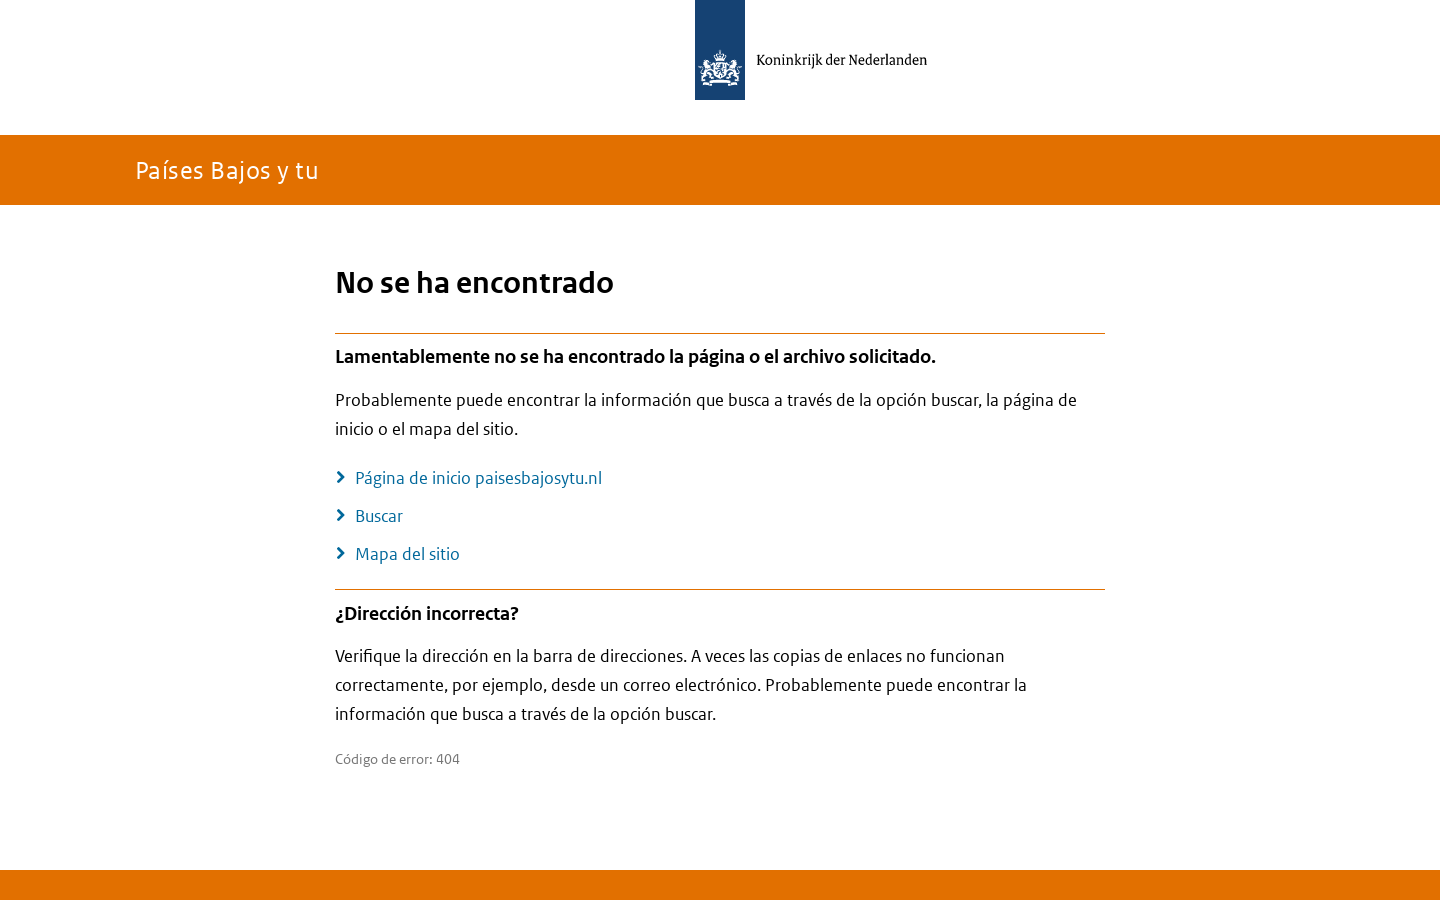 Koninkrijk der Nederlanden
Países Bajos y tu
No se ha encontrado
Lamentablemente no se ha encontrado la página o el archivo solicitado.
Probablemente puede encontrar la información que busca a través de la opción buscar, la página de
inicio o el mapa del sitio.
Página de inicio paisesbajosytu.nl
Buscar
Mapa del sitio
¿Dirección incorrecta?
Verifique la dirección en la barra de direcciones. A veces las copias de enlaces no funcionan
correctamente, por ejemplo, desde un correo electrónico. Probablemente puede encontrar la
información que busca a través de la opción buscar.
Código de error: 404